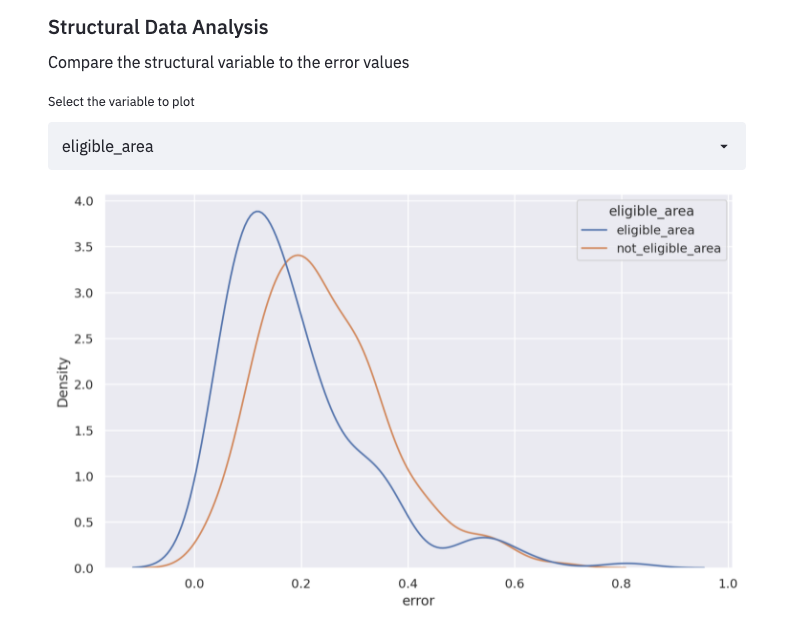 Structural Data Analysis
Compare the structural variable to the error values
Select the variable to plot
eligible_area
4.0
3.5
3.0
2.5
2.0
1.5
1.0
0.5
0.0
Density
eligible_area
eligible_area
not_eligible_area
0.0 0.2 0.4 0.6 0.8 1.0
error